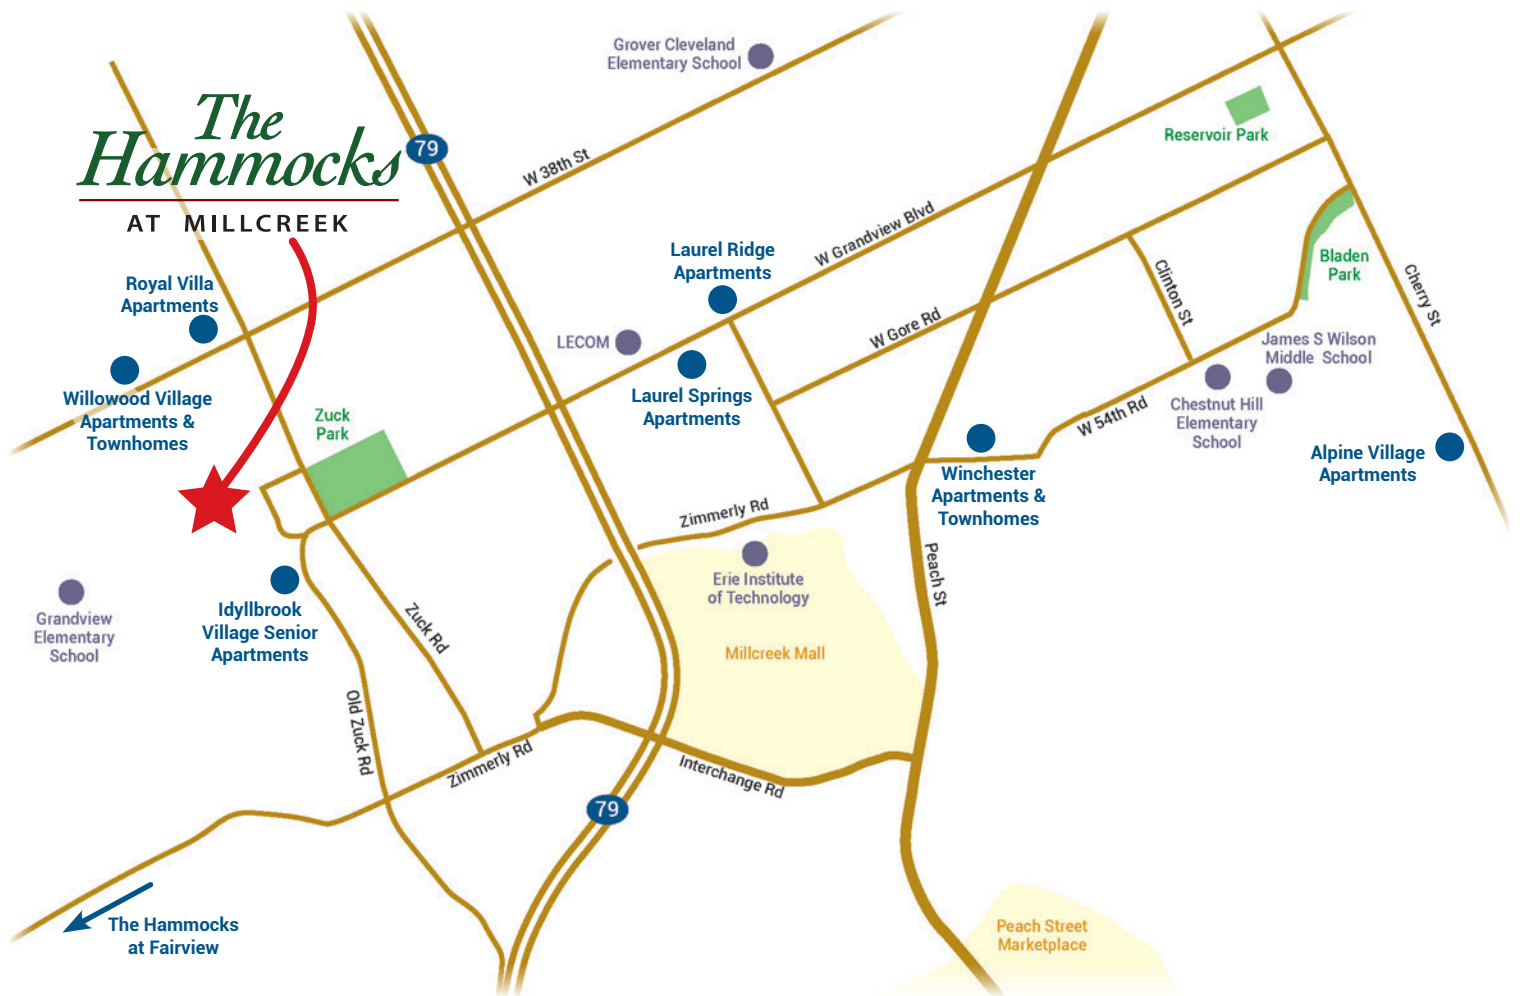 Grover Cleveland
Elementary School
The
Hammocks
AT MILLCREEK
79
W 38th St
Reservoir Park
W Grandview Blvd
Laurel Ridge
Apartments
Bladen
Park
Clinton St
Cherry St
Royal Villa
Apartments
LECOM
W Gore Rd
James S Wilson
Middle School
Willowood Village
Apartments &
Townhomes
Zuck
Park
Laurel Springs
Apartments
W 54th Rd
Chestnut Hill
Elementary
School
Alpine Village
Apartments
Winchester
Apartments &
Townhomes
Zimmerly Rd
Peach St
Erie Institute
of Technology
Grandview
Elementary
School
Idyllbrook
Village Senior
Apartments
Zuck Rd
Millcreek Mall
Old Zuck Rd
Zimmerly Rd
Interchange Rd
79
The Hammocks
at Fairview
Peach Street
Marketplace